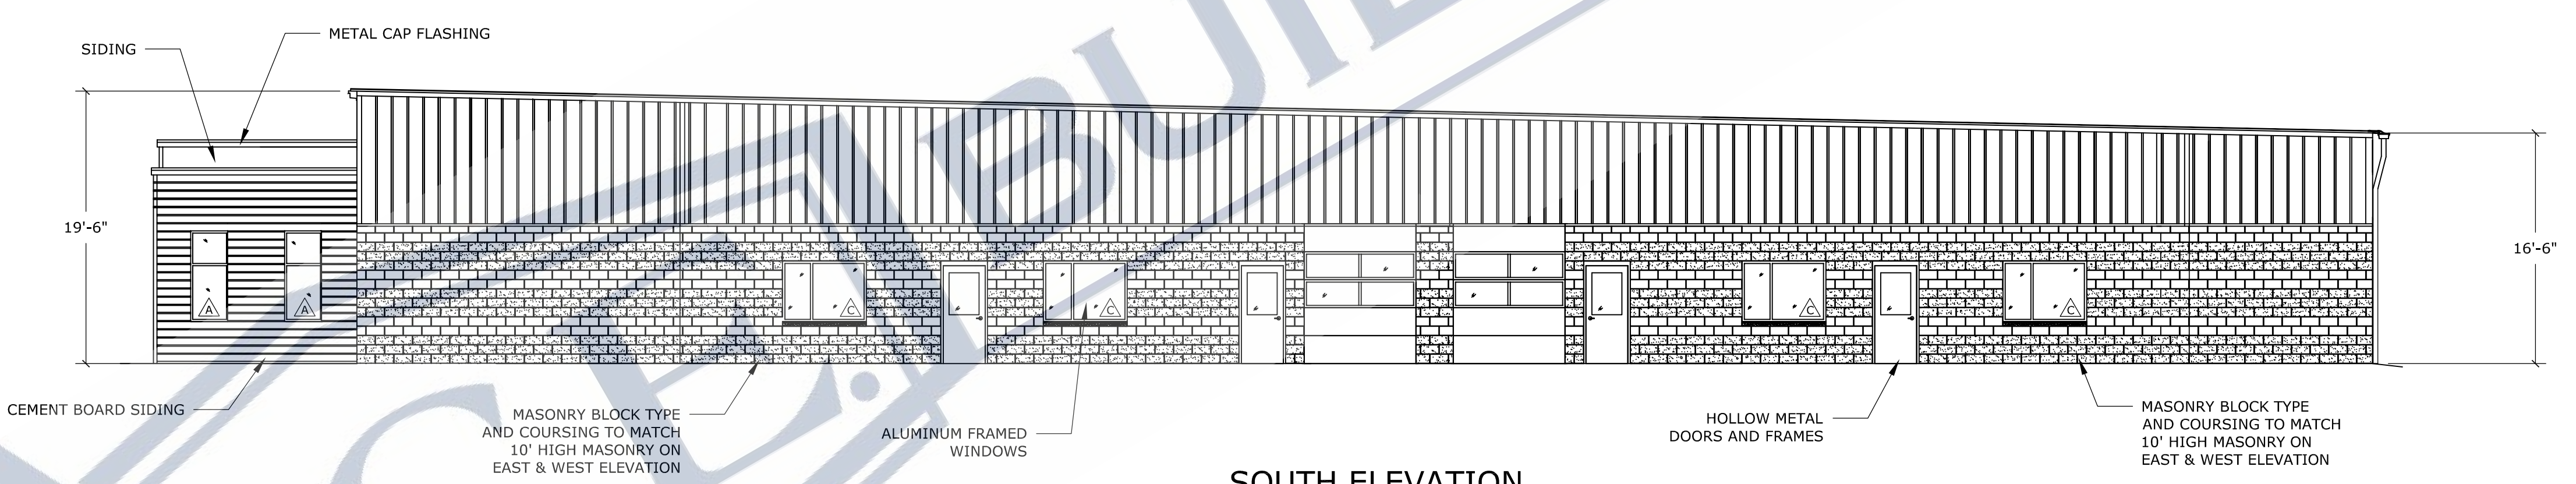 METAL CAP FLASHING
SIDING
19'-6"
16'-6"
A
A
C
C
C
C
CEMENT BOARD SIDING
MASONRY BLOCK TYPE
AND COURSING TO MATCH
10' HIGH MASONRY ON
EAST & WEST ELEVATION
ALUMINUM FRAMED
WINDOWS
HOLLOW METAL
DOORS AND FRAMES
MASONRY BLOCK TYPE
AND COURSING TO MATCH
10' HIGH MASONRY ON
EAST & WEST ELEVATION
SOUTH ELEVATION